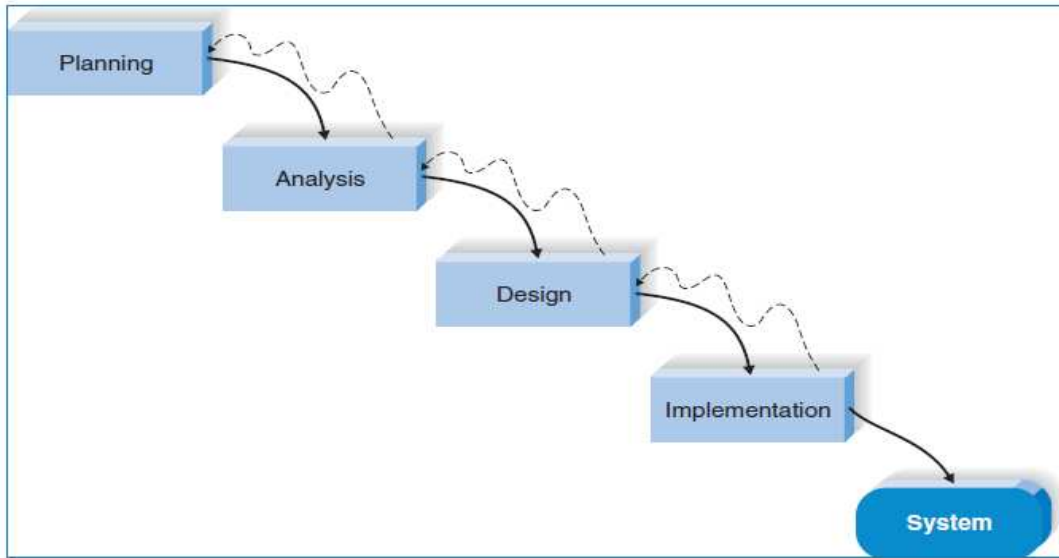 Planning
Analysis
Design
Implementation
System